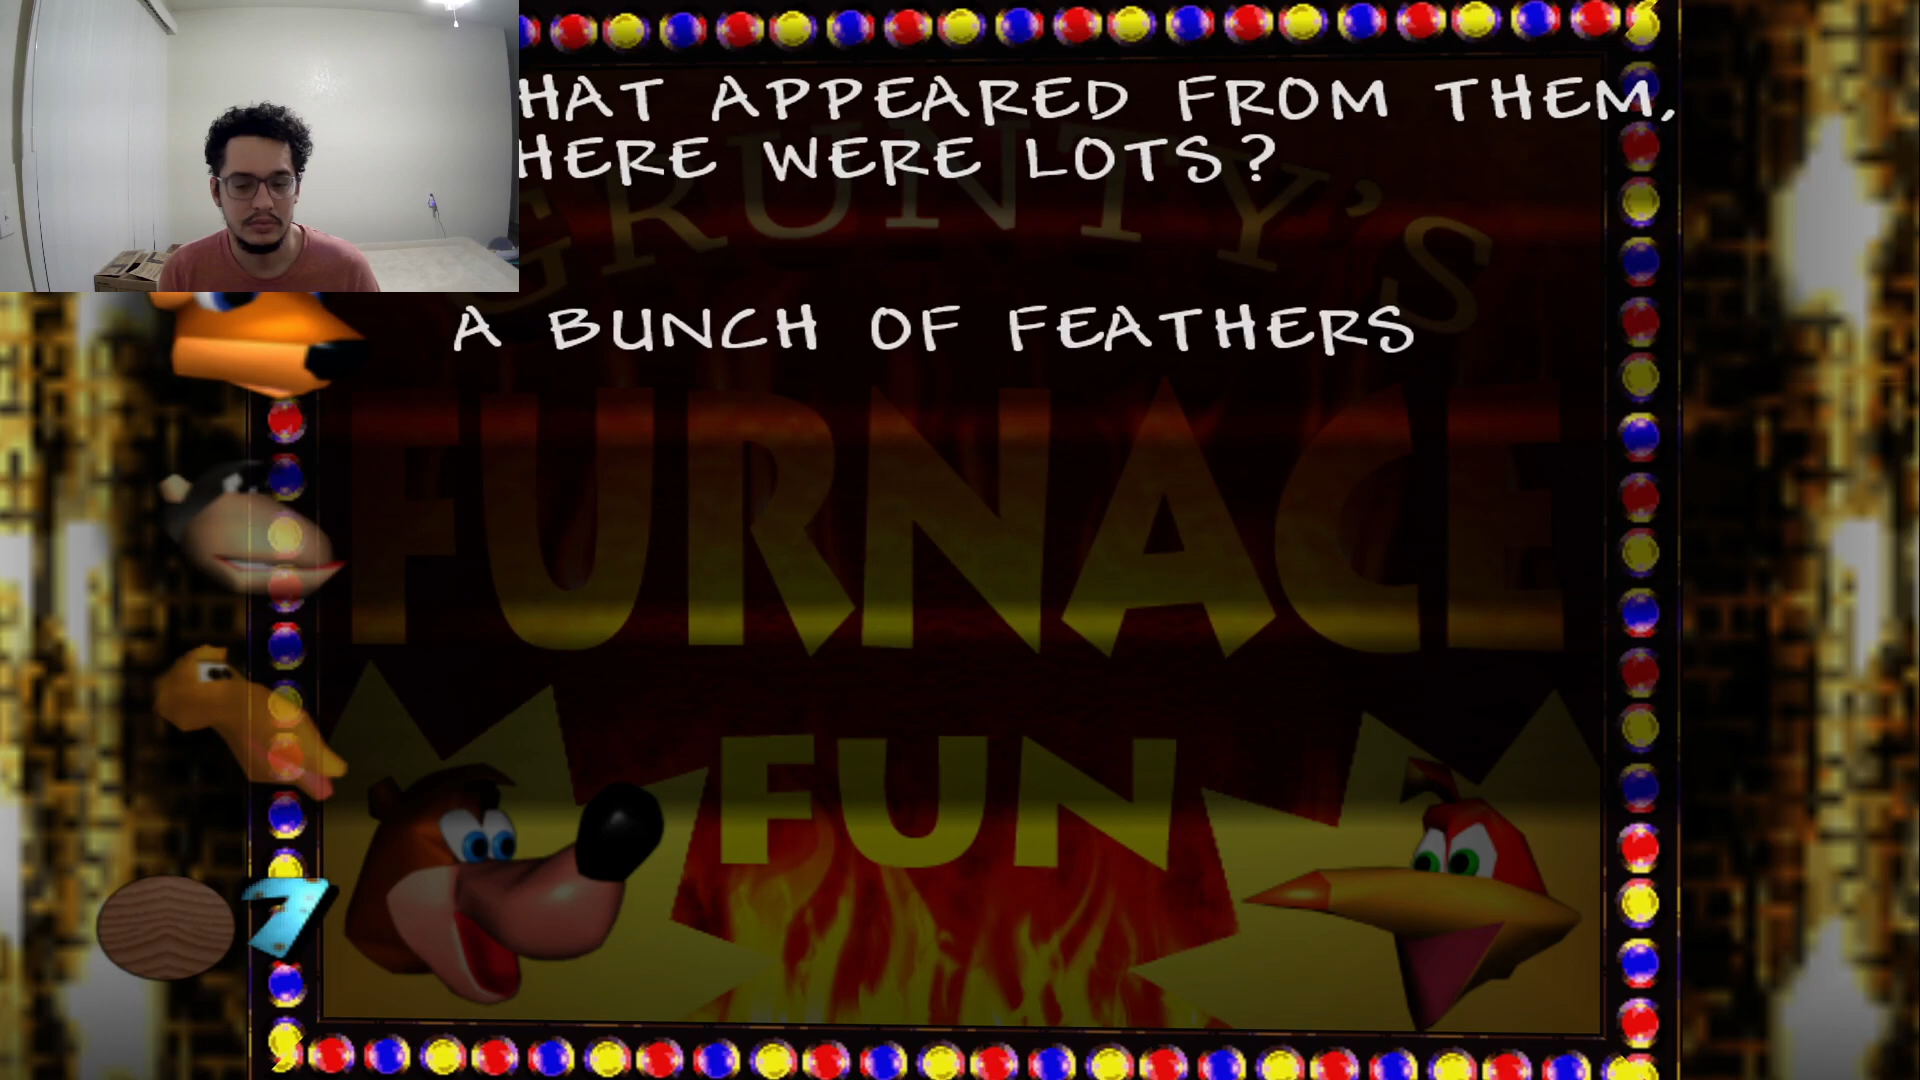 HAT APPEARED FROM THEM,
HERE WERE LOTS?
GRUNTY'S
A BUNCH OF FEATHERS
FURNACE
FUN
7